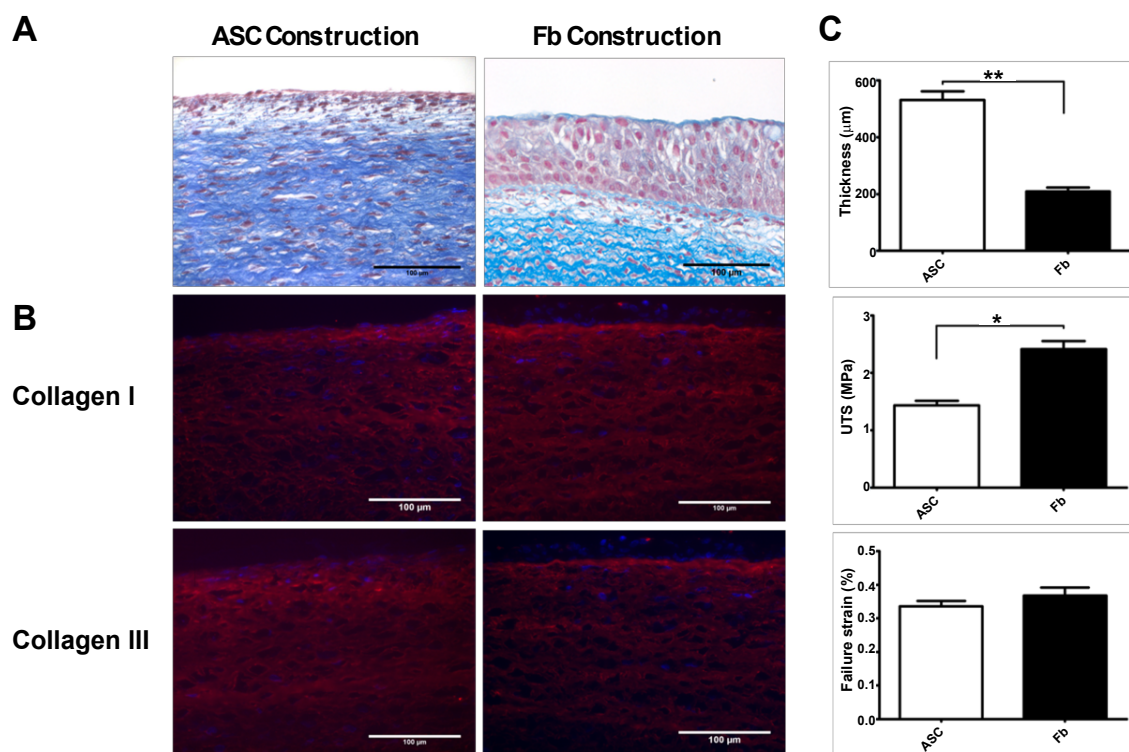 A
ASC Construction
Fb Construction
C
100 µm
100 µm
B
Collagen I
100 µm
100 µm
Collagen III
100 µm
100 µm
**
Thickness (µm)
600
400
200
0
ASC
Fb
*
UTS (MPa)
3
2
1
0
ASC
Fb
Failure strain (%)
0.5
0.4
0.3
0.2
0.1
0.0
ASC
Fb